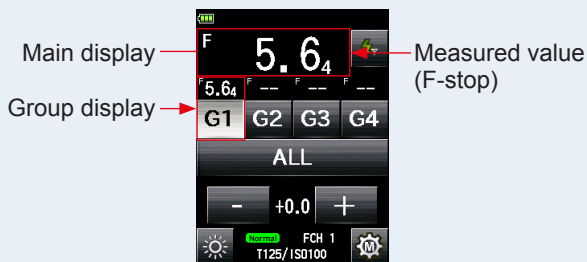 Main display
F 5.6₄
Measured value
(F-stop)
Group display
F5.6₄ F-- F-- F--
G1 G2 G3 G4
ALL
- +0.0 +
Normal FCH 1
T125/ISO100 M